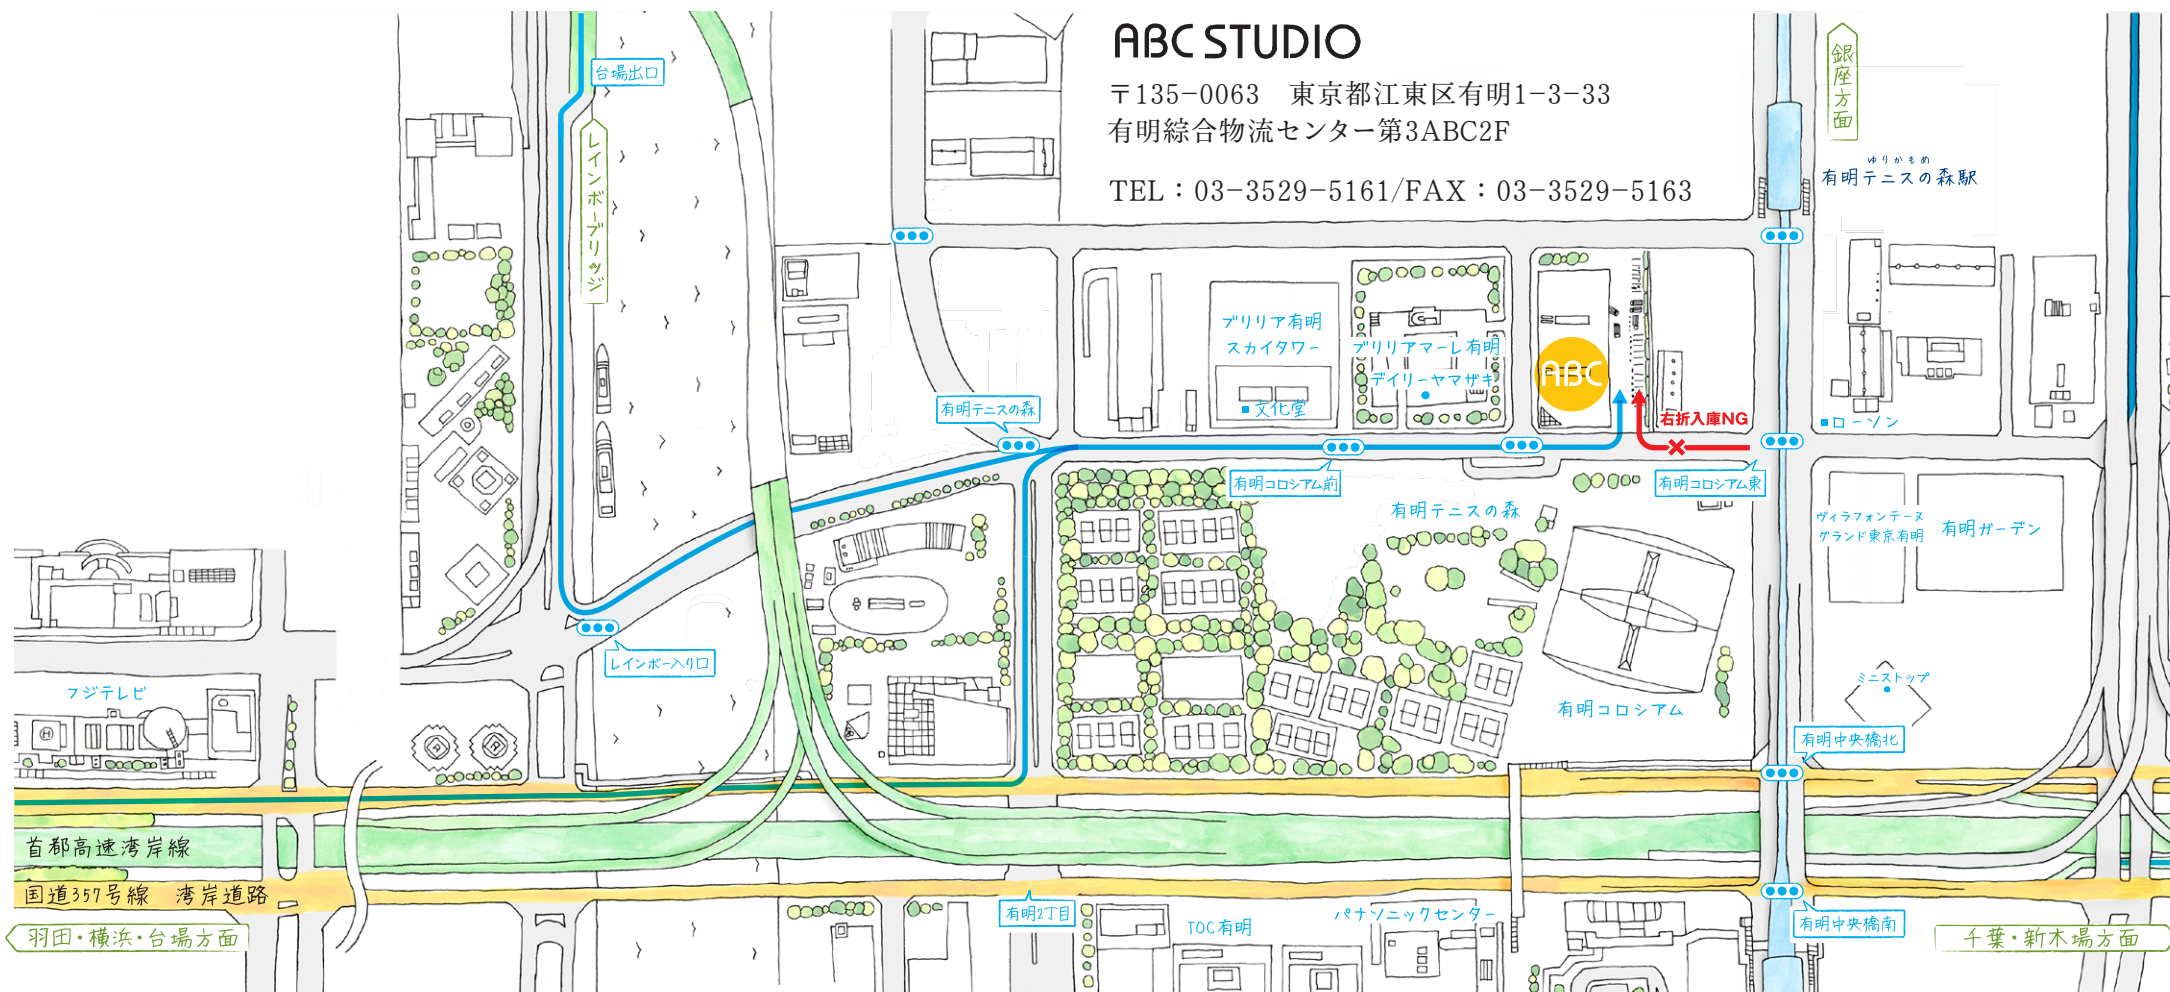 ABC STUDIO
〒135-0063　東京都江東区有明1-3-33
有明綜合物流センター第3ABC2F
TEL：03-3529-5161/FAX：03-3529-5163
台場出口
レインボーブリッジ
銀座方面
ゆりかもめ
有明テニスの森駅
ブリリア有明
スカイタワー
文化堂
ブリリアマーレ有明
デイリーヤマザキ
ABC
右折入庫NG
ローソン
有明テニスの森
有明コロシアム前
有明コロシアム東
有明テニスの森
ヴィラフォンテーヌ
グランド東京有明
有明ガーデン
レインボー入り口
フジテレビ
H
R
R
有明コロシアム
ミニストップ
有明中央橋北
首都高速湾岸線
国道357号線　湾岸道路
有明2丁目
TOC有明
パナソニックセンター
有明中央橋南
羽田・横浜・台場方面
千葉・新木場方面